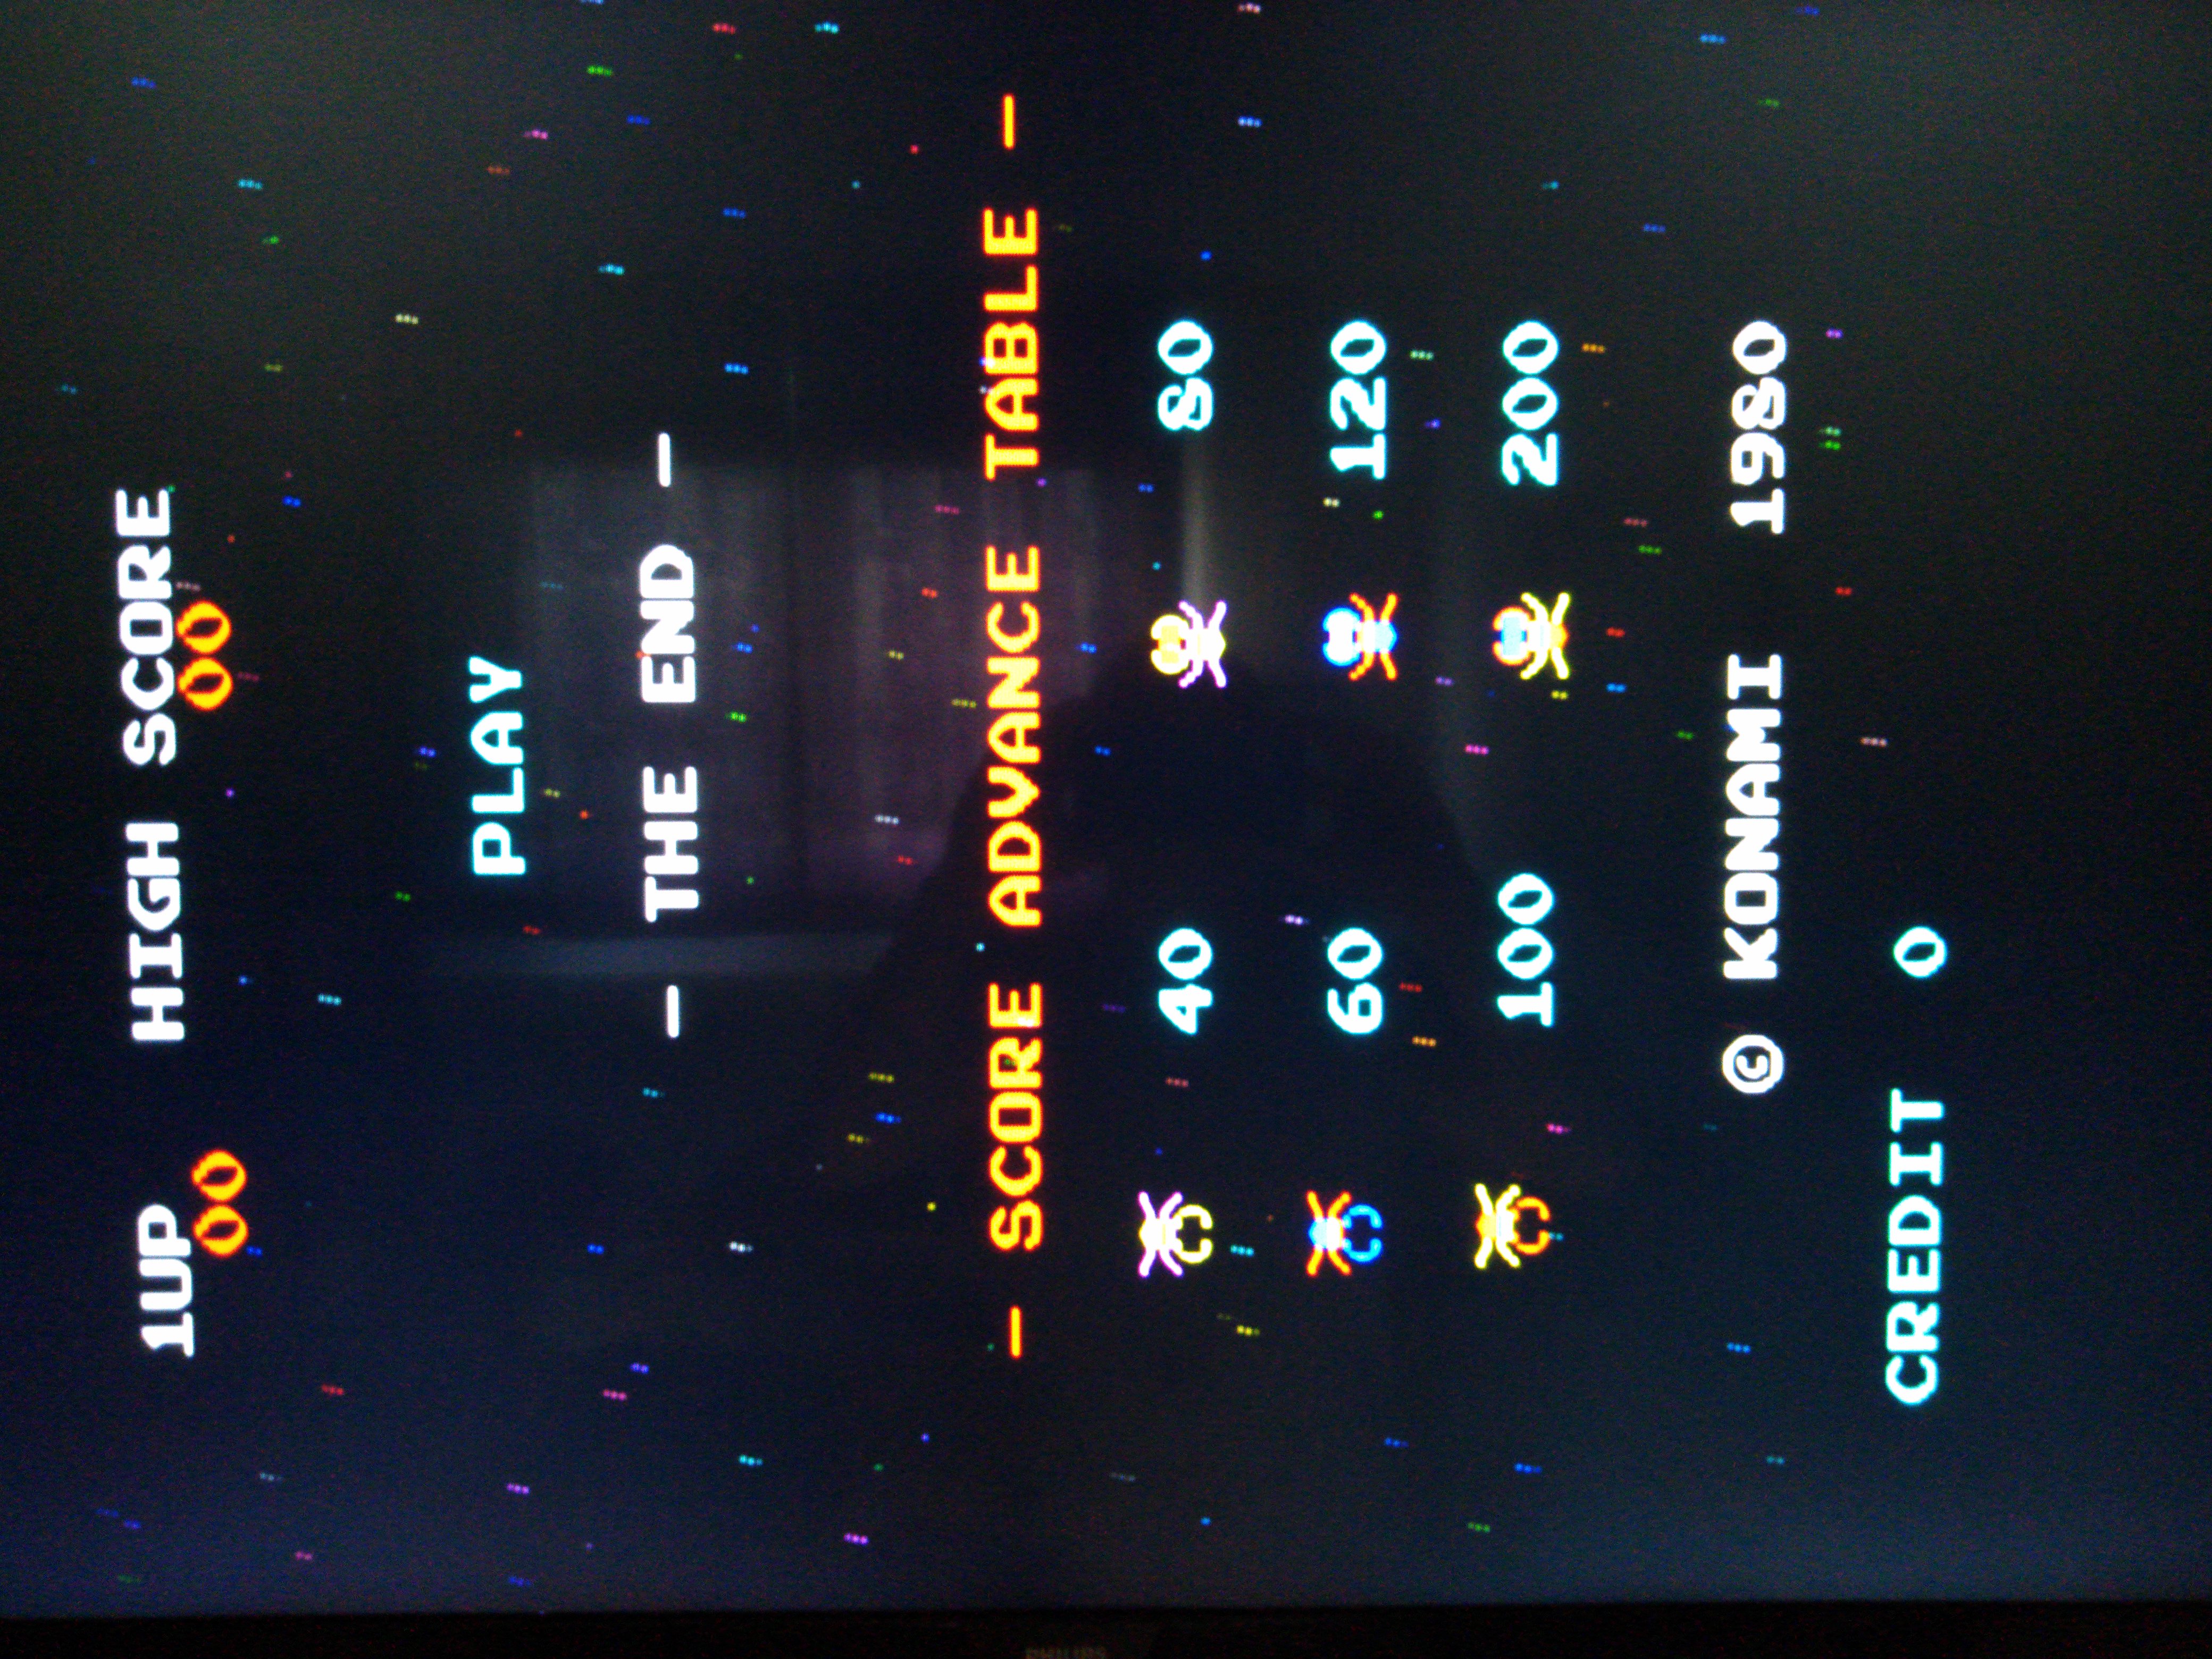 1UP HIGH SCORE
00 00
PLAY
— THE END —
— SCORE ADVANCE TABLE —
40 80
60 120
100 200
© KONAMI 1980
CREDIT 0
PHILIPS